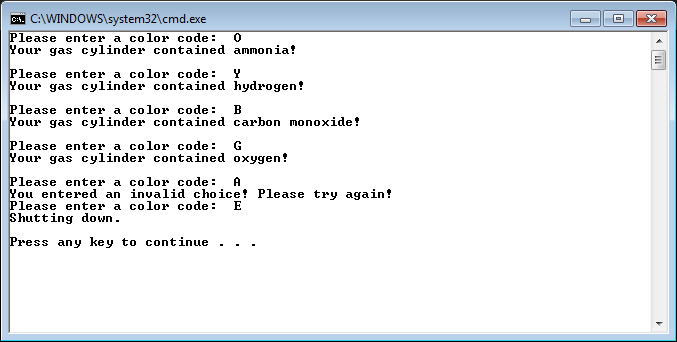 C:\WINDOWS\system32\cmd.exe
Please enter a color code:  O
Your gas cylinder contained ammonia!
Please enter a color code:  Y
Your gas cylinder contained hydrogen!
Please enter a color code:  B
Your gas cylinder contained carbon monoxide!
Please enter a color code:  G
Your gas cylinder contained oxygen!
Please enter a color code:  A
You entered an invalid choice! Please try again!
Please enter a color code:  E
Shutting down.
Press any key to continue . . .